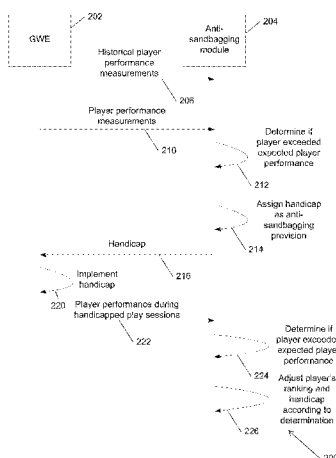 202
204
GWE
Anti-
sandbagging
module
Historical player
performance
measurements
206
Player performance
measurements
210
Determine if
player exceeded
expected player
performance
212
Assign handicap
as anti-
sandbagging
provision
214
Handicap
216
Implement
handicap
220
Player performance during
handicapped play sessions
222
Determine if
player exceeded
expected player
performance
224
Adjust player's
ranking and
handicap
according to
determination
226
200